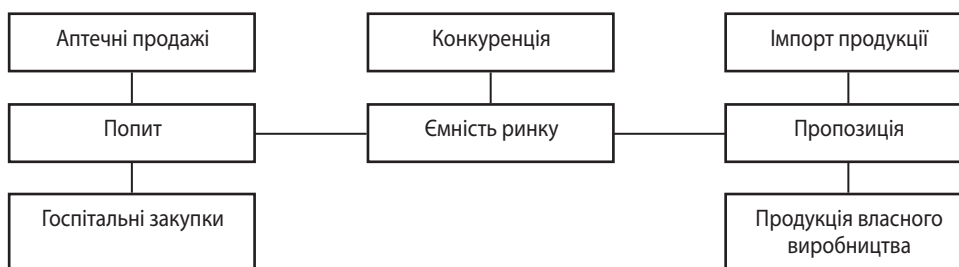 Аптечні продажі
Конкуренція
Імпорт продукції
Попит
Ємність ринку
Пропозиція
Госпітальні закупки
Продукція власного
виробництва